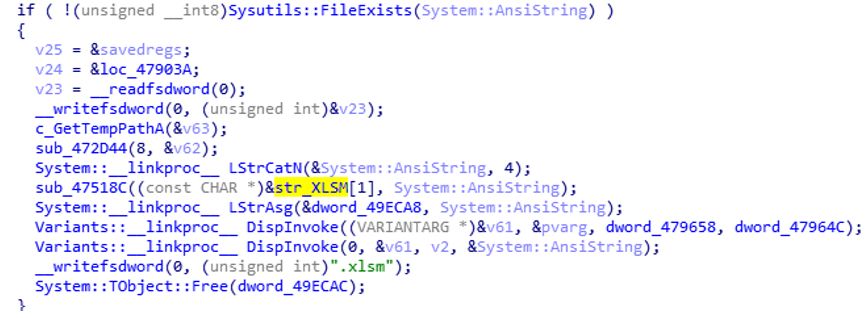 if ( !(unsigned __int8)Sysutils::FileExists(System::AnsiString) )
{
v25 = &savedregs;
v24 = &loc_47903A;
v23 = __readfsdword(0);
__writefsdword(0, (unsigned int)&v23);
c_GetTempPathA(&v63);
sub_472D44(8, &v62);
System::__linkproc__ LStrCatN(&System::AnsiString, 4);
sub_47518C((const CHAR *)&str_XLSM[1], System::AnsiString);
System::__linkproc__ LStrAsg(&dword_49ECA8, System::AnsiString);
Variants::__linkproc__ DispInvoke((VARIANTARG *)&v61, &pvarg, dword_479658, dword_47964C);
Variants::__linkproc__ DispInvoke(0, &v61, v2, &System::AnsiString);
__writefsdword(0, (unsigned int)".xlsm");
System::TObject::Free(dword_49ECAC);
}